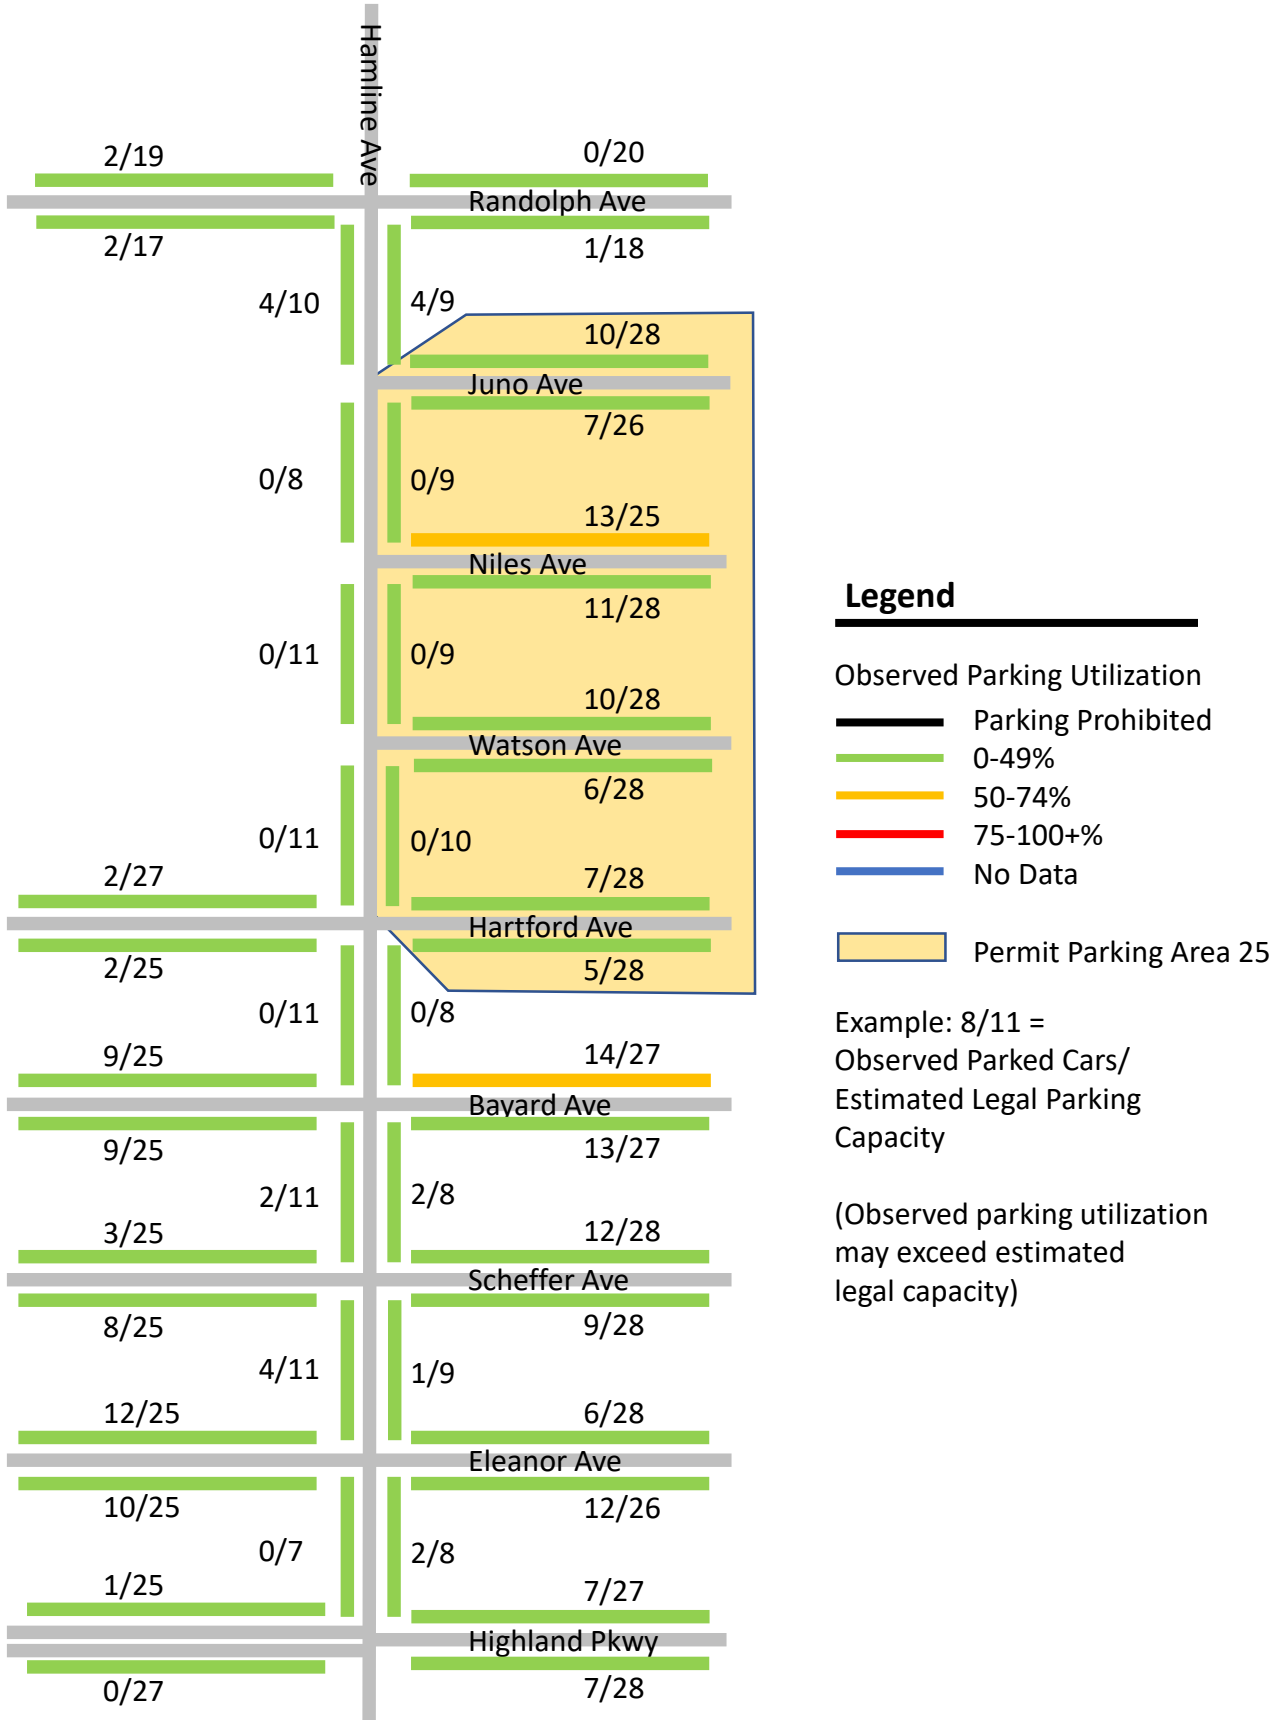 Hamline Ave
2/19
0/20
Randolph Ave
2/17
1/18
4/10
4/9
10/28
Juno Ave
7/26
0/8
0/9
13/25
Niles Ave
11/28
0/11
0/9
10/28
Watson Ave
6/28
0/11
0/10
2/27
7/28
Hartford Ave
2/25
5/28
0/11
0/8
9/25
14/27
Bayard Ave
9/25
13/27
2/11
2/8
3/25
12/28
Scheffer Ave
8/25
9/28
4/11
1/9
12/25
6/28
Eleanor Ave
10/25
12/26
0/7
2/8
1/25
7/27
Highland Pkwy
0/27
7/28
Legend
Observed Parking Utilization
Parking Prohibited
0-49%
50-74%
75-100+%
No Data
Permit Parking Area 25
Example: 8/11 =
Observed Parked Cars/
Estimated Legal Parking
Capacity
(Observed parking utilization
may exceed estimated
legal capacity)